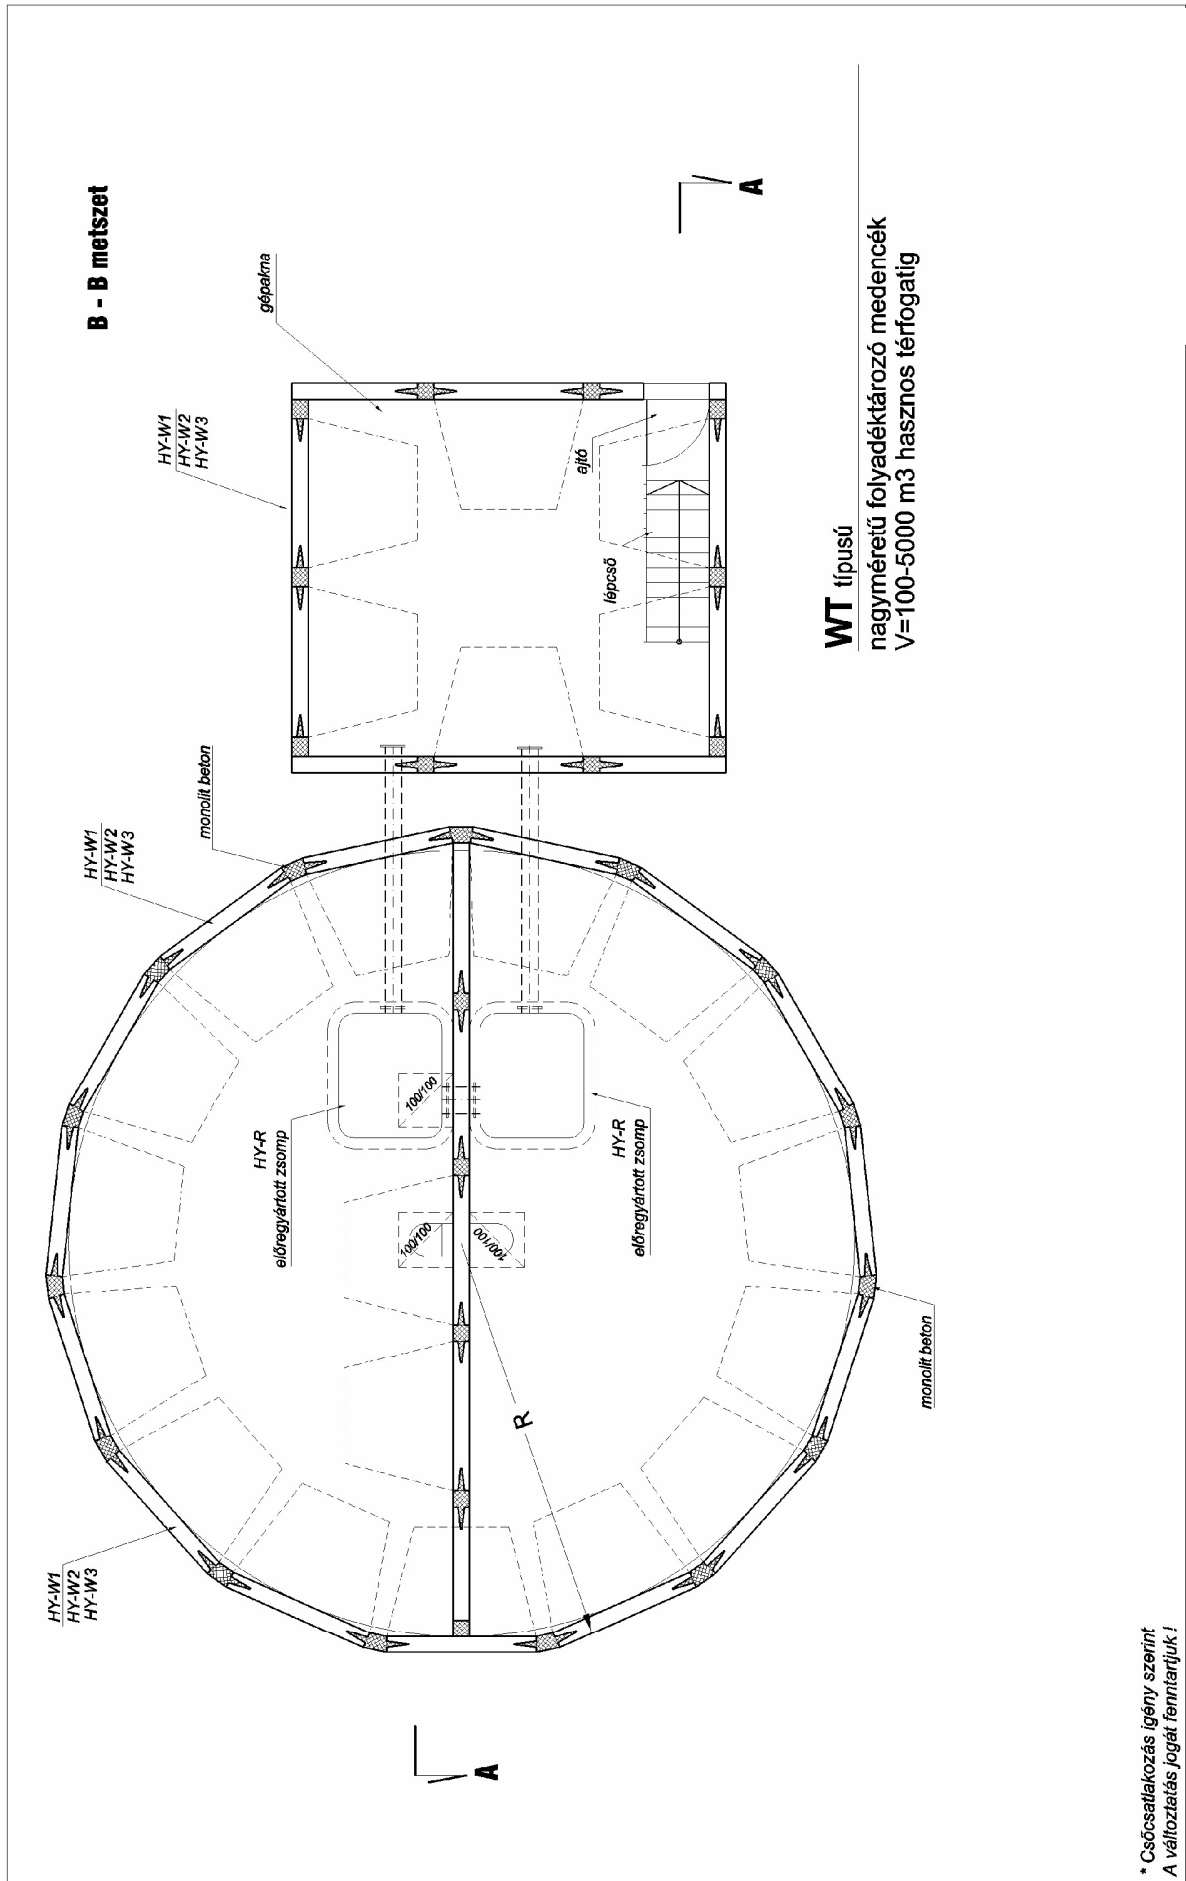 B - B metszet
HY-W1
HY-W2
HY-W3
gépakna
A
HY-W1
HY-W2
HY-W3
monolit beton
ajtó
lépcső
WT típusú
nagyméretű folyadéktározó medencék
V=100-5000 m3 hasznos térfogatig
HY-R
előregyártott zsomp
100/100
100/100
100/100
HY-R
előregyártott zsomp
R
monolit beton
HY-W1
HY-W2
HY-W3
A
* Csőcsatlakozás igény szerint
A változtatás jogát fenntartjuk !